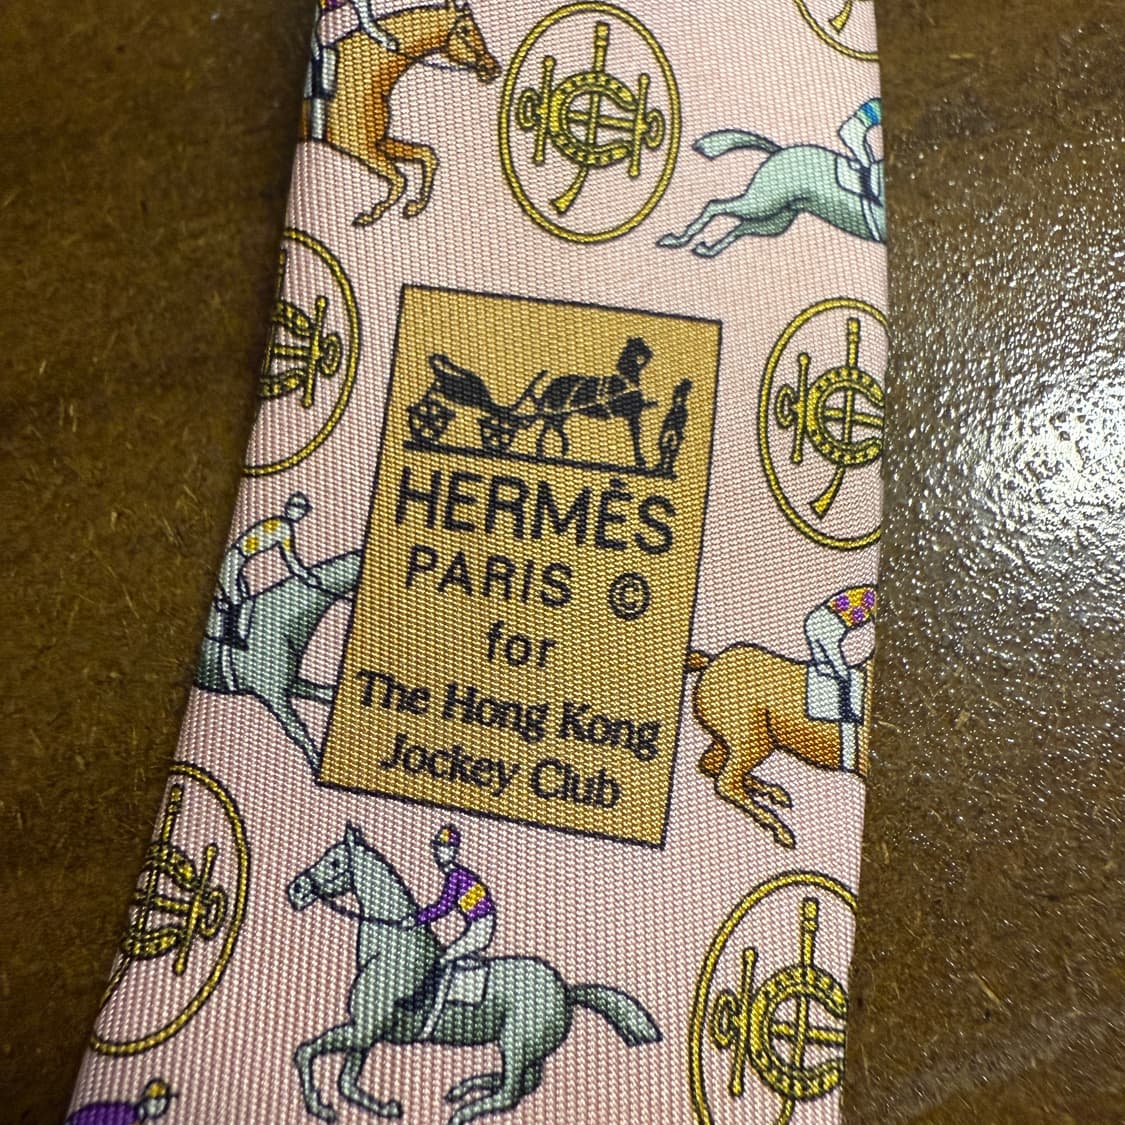 HERMÈS
PARIS ©
for
The Hong Kong
Jockey Club